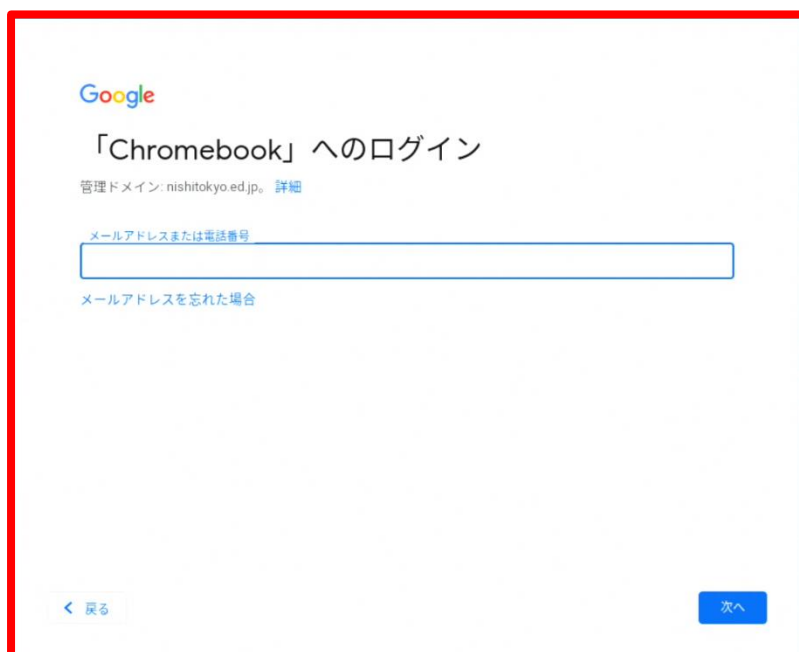 Google
「Chromebook」へのログイン
管理ドメイン: nishitokyo.ed.jp。 詳細
メールアドレスまたは電話番号
メールアドレスを忘れた場合
戻る
次へ